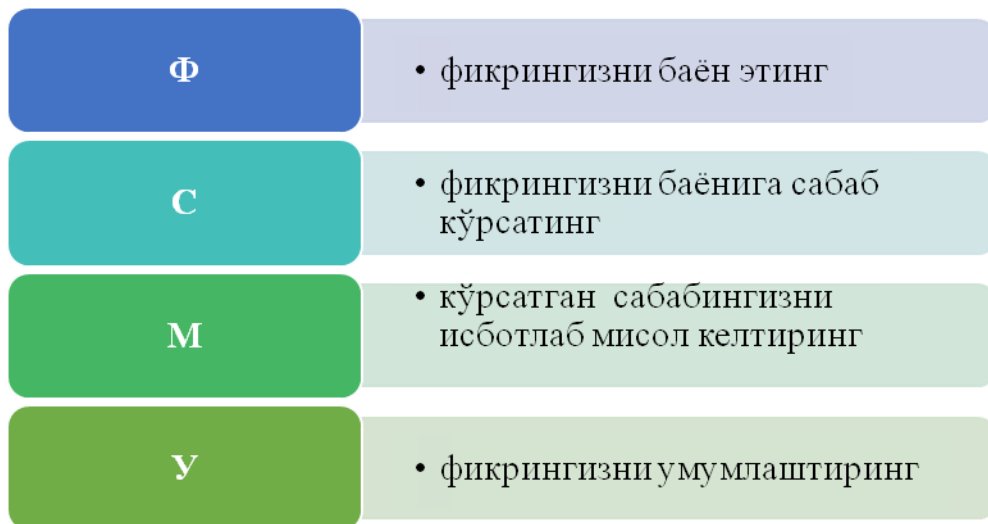 Ф
• фикрингизни баён этинг
С
• фикрингизни баёнига сабаб
кўрсатинг
М
• кўрсатган сабабингизни
исботлаб мисол келтиринг
У
• фикрингизни умумлаштиринг